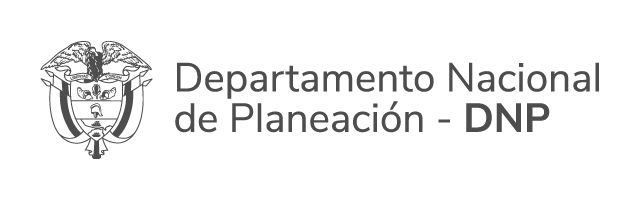 Departamento Nacional
de Planeación - DNP